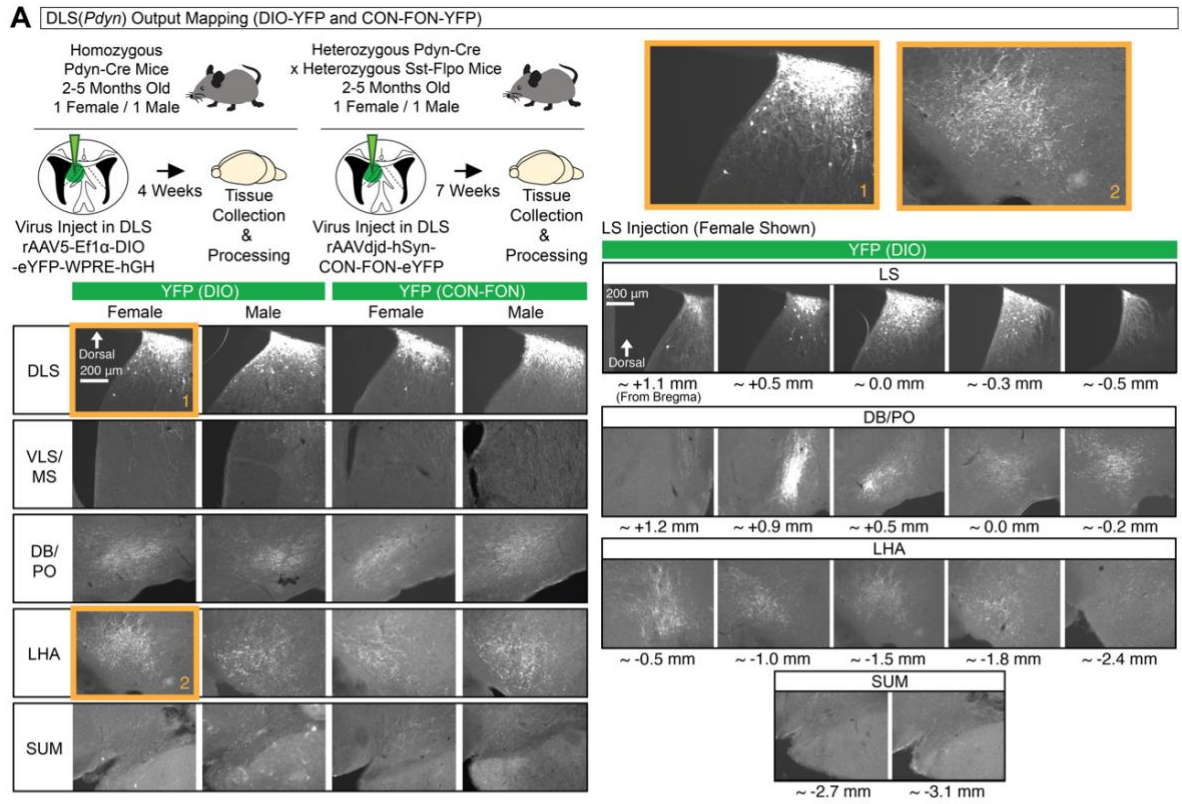 A
DLS(Pdyn) Output Mapping (DIO-YFP and CON-FON-YFP)
Homozygous
Pdyn-Cre Mice
2-5 Months Old
1 Female / 1 Male
Heterozygous Pdyn-Cre
x Heterozygous Sst-Flpo Mice
2-5 Months Old
1 Female / 1 Male
4 Weeks
Virus Inject in DLS
rAAV5-Ef1α-DIO
-eYFP-WPRE-hGH
Tissue
Collection
&
Processing
7 Weeks
Virus Inject in DLS
rAAVdjd-hSyn-
CON-FON-eYFP
Tissue
Collection
&
Processing
YFP (DIO)
YFP (CON-FON)
Female
Male
Female
Male
DLS
Dorsal
200 µm
1
VLS/
MS
DB/
PO
LHA
2
SUM
1
2
LS Injection (Female Shown)
YFP (DIO)
LS
200 µm
Dorsal
~ +1.1 mm
(From Bregma)
~ +0.5 mm
~ 0.0 mm
~ -0.3 mm
~ -0.5 mm
DB/PO
~ +1.2 mm
~ +0.9 mm
~ +0.5 mm
~ 0.0 mm
~ -0.2 mm
LHA
~ -0.5 mm
~ -1.0 mm
~ -1.5 mm
~ -1.8 mm
~ -2.4 mm
SUM
~ -2.7 mm
~ -3.1 mm